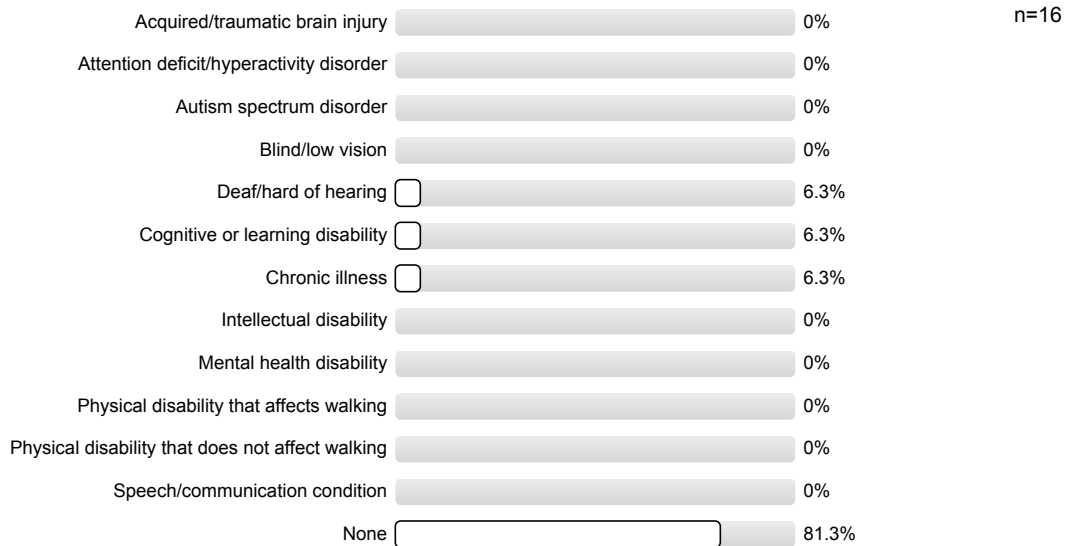 n=16
Acquired/traumatic brain injury 0%
Attention deficit/hyperactivity disorder 0%
Autism spectrum disorder 0%
Blind/low vision 0%
Deaf/hard of hearing 6.3%
Cognitive or learning disability 6.3%
Chronic illness 6.3%
Intellectual disability 0%
Mental health disability 0%
Physical disability that affects walking 0%
Physical disability that does not affect walking 0%
Speech/communication condition 0%
None 81.3%